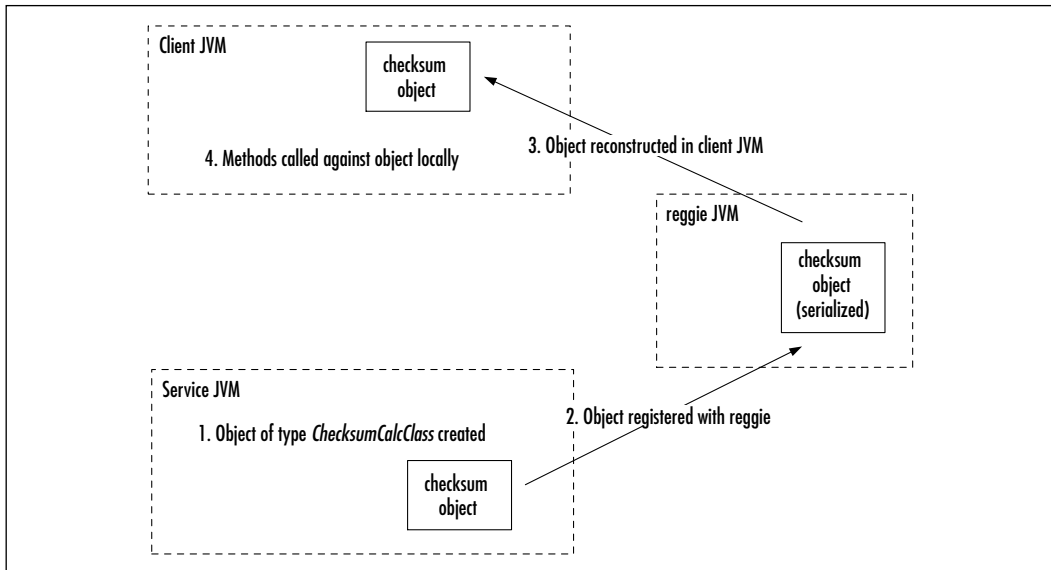 Client JVM
checksum
object
3. Object reconstructed in client JVM
4. Methods called against object locally
reggie JVM
checksum
object
(serialized)
Service JVM
2. Object registered with reggie
1. Object of type ChecksumCalcClass created
checksum
object